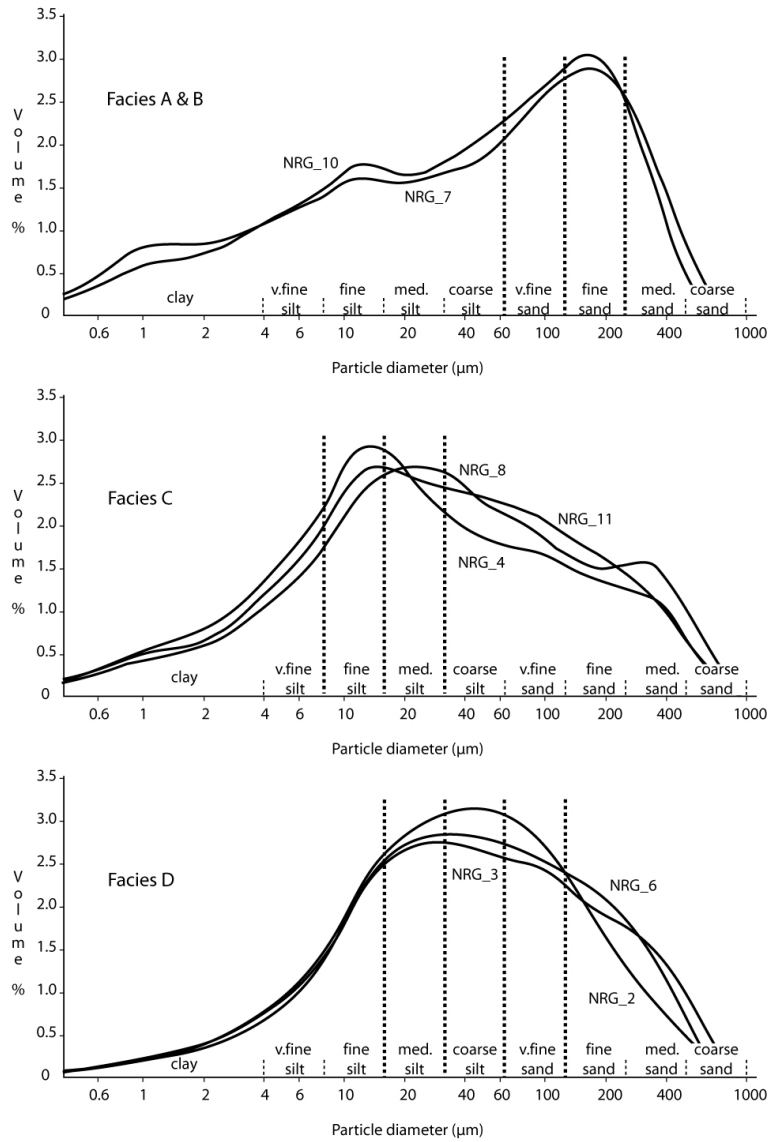 3.5
3.0
2.5
2.0
1.5
1.0
0.5
0
Volume %
Facies A & B
NRG_10
NRG_7
clay
v.fine silt
fine silt
med. silt
coarse silt
v.fine sand
fine sand
med. sand
coarse sand
0.6 1 2 4 6 10 20 40 60 100 200 400 1000
Particle diameter (μm)
3.5
3.0
2.5
2.0
1.5
1.0
0.5
0
Volume %
Facies C
NRG_8
NRG_11
NRG_4
clay
v.fine silt
fine silt
med. silt
coarse silt
v.fine sand
fine sand
med. sand
coarse sand
0.6 1 2 4 6 10 20 40 60 100 200 400 1000
Particle diameter (μm)
3.5
3.0
2.5
2.0
1.5
1.0
0.5
0
Volume %
Facies D
NRG_3
NRG_6
NRG_2
clay
v.fine silt
fine silt
med. silt
coarse silt
v.fine sand
fine sand
med. sand
coarse sand
0.6 1 2 4 6 10 20 40 60 100 200 400 1000
Particle diameter (μm)